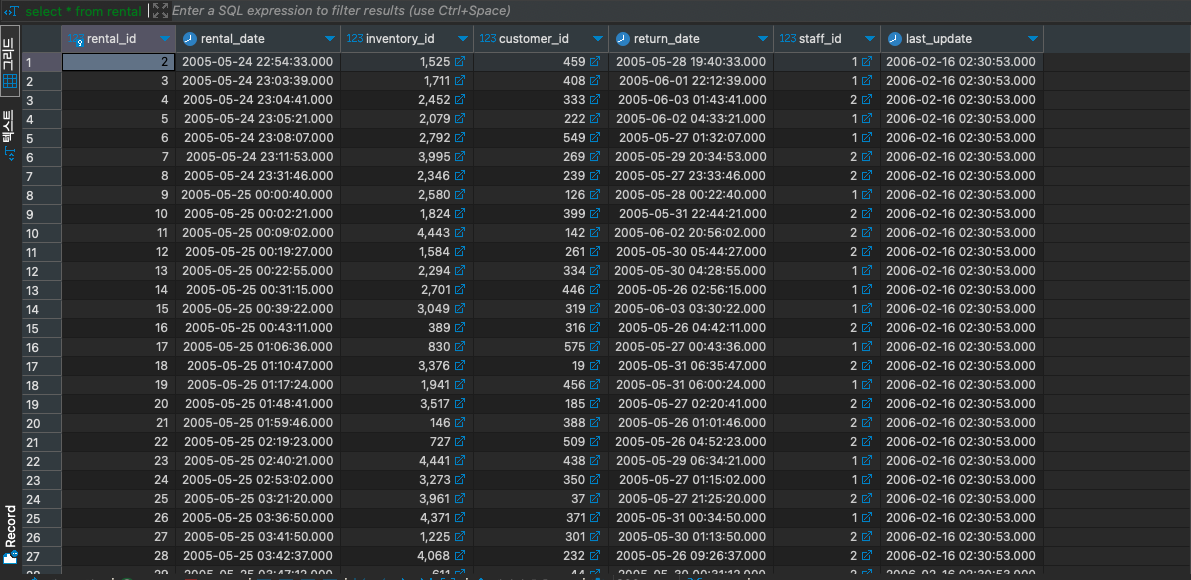 select * from rental Enter a SQL expression to filter results (use Ctrl+Space)
그리드
텍스트
Record
123 rental_id rental_date 123 inventory_id 123 customer_id return_date 123 staff_id last_update
1 2 2005-05-24 22:54:33.000 1,525 459 2005-05-28 19:40:33.000 1 2006-02-16 02:30:53.000
2 3 2005-05-24 23:03:39.000 1,711 408 2005-06-01 22:12:39.000 1 2006-02-16 02:30:53.000
3 4 2005-05-24 23:04:41.000 2,452 333 2005-06-03 01:43:41.000 2 2006-02-16 02:30:53.000
4 5 2005-05-24 23:05:21.000 2,079 222 2005-06-02 04:33:21.000 1 2006-02-16 02:30:53.000
5 6 2005-05-24 23:08:07.000 2,792 549 2005-05-27 01:32:07.000 1 2006-02-16 02:30:53.000
6 7 2005-05-24 23:11:53.000 3,995 269 2005-05-29 20:34:53.000 2 2006-02-16 02:30:53.000
7 8 2005-05-24 23:31:46.000 2,346 239 2005-05-27 23:33:46.000 2 2006-02-16 02:30:53.000
8 9 2005-05-25 00:00:40.000 2,580 126 2005-05-28 00:22:40.000 1 2006-02-16 02:30:53.000
9 10 2005-05-25 00:02:21.000 1,824 399 2005-05-31 22:44:21.000 2 2006-02-16 02:30:53.000
10 11 2005-05-25 00:09:02.000 4,443 142 2005-06-02 20:56:02.000 2 2006-02-16 02:30:53.000
11 12 2005-05-25 00:19:27.000 1,584 261 2005-05-30 05:44:27.000 2 2006-02-16 02:30:53.000
12 13 2005-05-25 00:22:55.000 2,294 334 2005-05-30 04:28:55.000 1 2006-02-16 02:30:53.000
13 14 2005-05-25 00:31:15.000 2,701 446 2005-05-26 02:56:15.000 1 2006-02-16 02:30:53.000
14 15 2005-05-25 00:39:22.000 3,049 319 2005-06-03 03:30:22.000 1 2006-02-16 02:30:53.000
15 16 2005-05-25 00:43:11.000 389 316 2005-05-26 04:42:11.000 2 2006-02-16 02:30:53.000
16 17 2005-05-25 01:06:36.000 830 575 2005-05-27 00:43:36.000 1 2006-02-16 02:30:53.000
17 18 2005-05-25 01:10:47.000 3,376 19 2005-05-31 06:35:47.000 2 2006-02-16 02:30:53.000
18 19 2005-05-25 01:17:24.000 1,941 456 2005-05-31 06:00:24.000 1 2006-02-16 02:30:53.000
19 20 2005-05-25 01:48:41.000 3,517 185 2005-05-27 02:20:41.000 2 2006-02-16 02:30:53.000
20 21 2005-05-25 01:59:46.000 146 388 2005-05-26 01:01:46.000 2 2006-02-16 02:30:53.000
21 22 2005-05-25 02:19:23.000 727 509 2005-05-26 04:52:23.000 2 2006-02-16 02:30:53.000
22 23 2005-05-25 02:40:21.000 4,441 438 2005-05-29 06:34:21.000 1 2006-02-16 02:30:53.000
23 24 2005-05-25 02:53:02.000 3,273 350 2005-05-27 01:15:02.000 1 2006-02-16 02:30:53.000
24 25 2005-05-25 03:21:20.000 3,961 37 2005-05-27 21:25:20.000 2 2006-02-16 02:30:53.000
25 26 2005-05-25 03:36:50.000 4,371 371 2005-05-31 00:34:50.000 1 2006-02-16 02:30:53.000
26 27 2005-05-25 03:41:50.000 1,225 301 2005-05-30 01:13:50.000 2 2006-02-16 02:30:53.000
27 28 2005-05-25 03:42:37.000 4,068 232 2005-05-26 09:26:37.000 2 2006-02-16 02:30:53.000